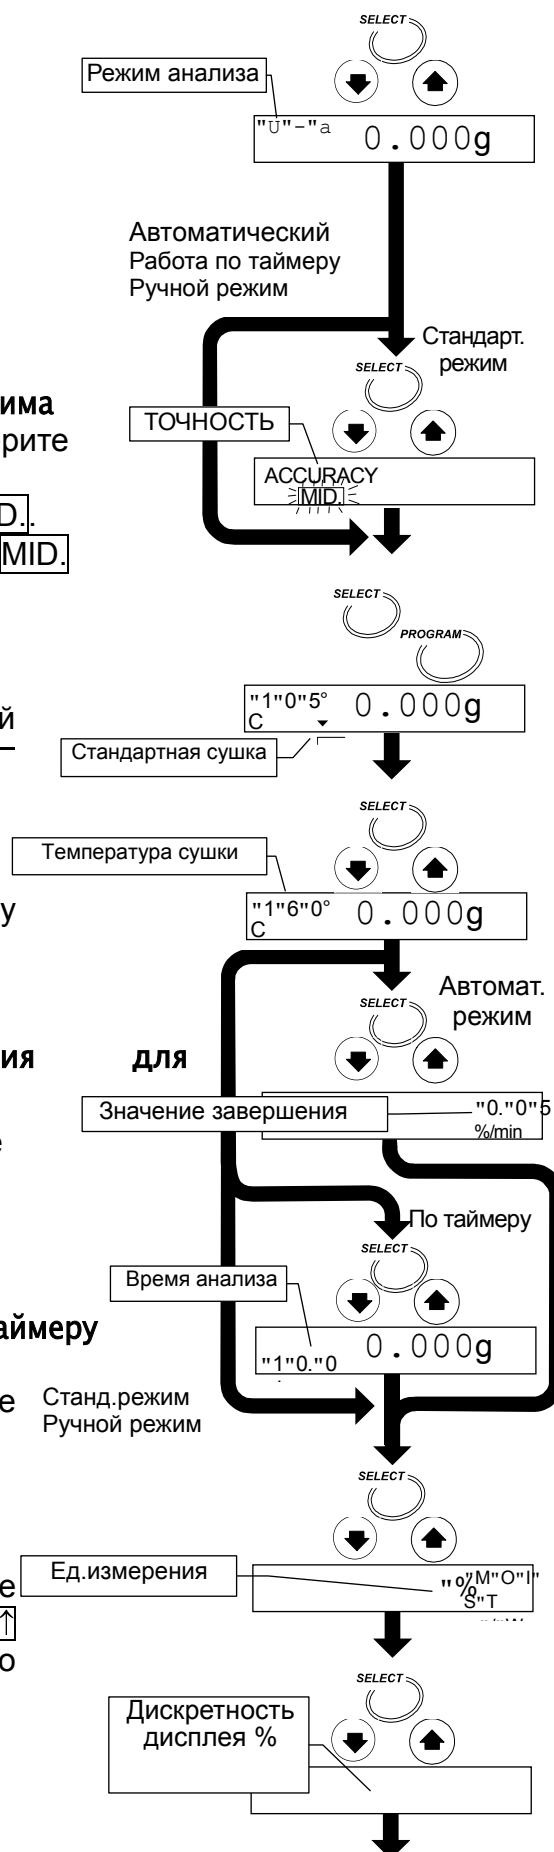 SELECT
Режим анализа
"U"-"a 0.000g
Автоматический
Работа по таймеру
Ручной режим
Стандарт.
режим
SELECT
има
рите
ТОЧНОСТЬ
ACCURACY
MID.
D..
MID.
SELECT
PROGRAM
й
"1"0"5° 0.000g
C
Стандартная сушка
SELECT
Температура сушки
у
"1"6"0° 0.000g
C
Автомат.
режим
SELECT
ия для
Значение завершения
"0."0"5
%/min
е
По таймеру
SELECT
Время анализа
аймеру
0.000g
"1"0."0
е
Станд.режим
Ручной режим
SELECT
Ед.измерения
"%"M"O"I"
S"T
е
↑
о
SELECT
Дискретность
дисплея %